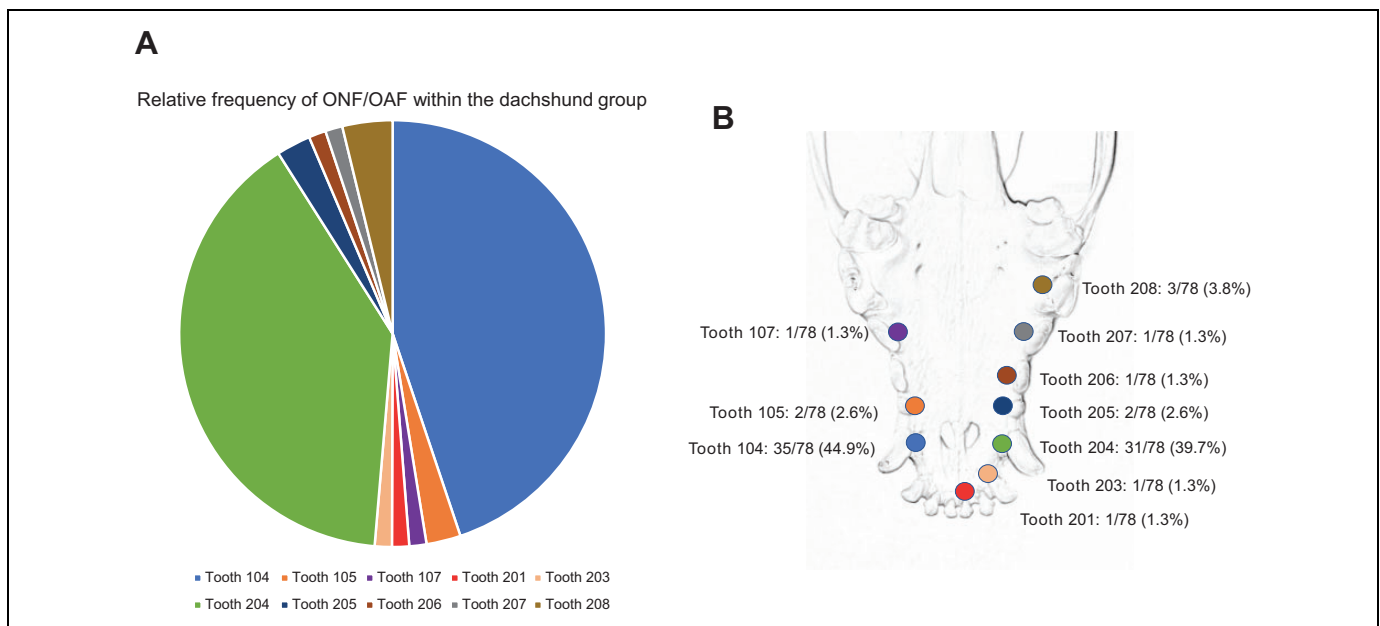 A
Relative frequency of ONF/OAF within the dachshund group
Tooth 104 Tooth 105 Tooth 107 Tooth 201 Tooth 203
Tooth 204 Tooth 205 Tooth 206 Tooth 207 Tooth 208
B
Tooth 208: 3/78 (3.8%)
Tooth 107: 1/78 (1.3%)
Tooth 207: 1/78 (1.3%)
Tooth 206: 1/78 (1.3%)
Tooth 105: 2/78 (2.6%)
Tooth 205: 2/78 (2.6%)
Tooth 104: 35/78 (44.9%)
Tooth 204: 31/78 (39.7%)
Tooth 203: 1/78 (1.3%)
Tooth 201: 1/78 (1.3%)